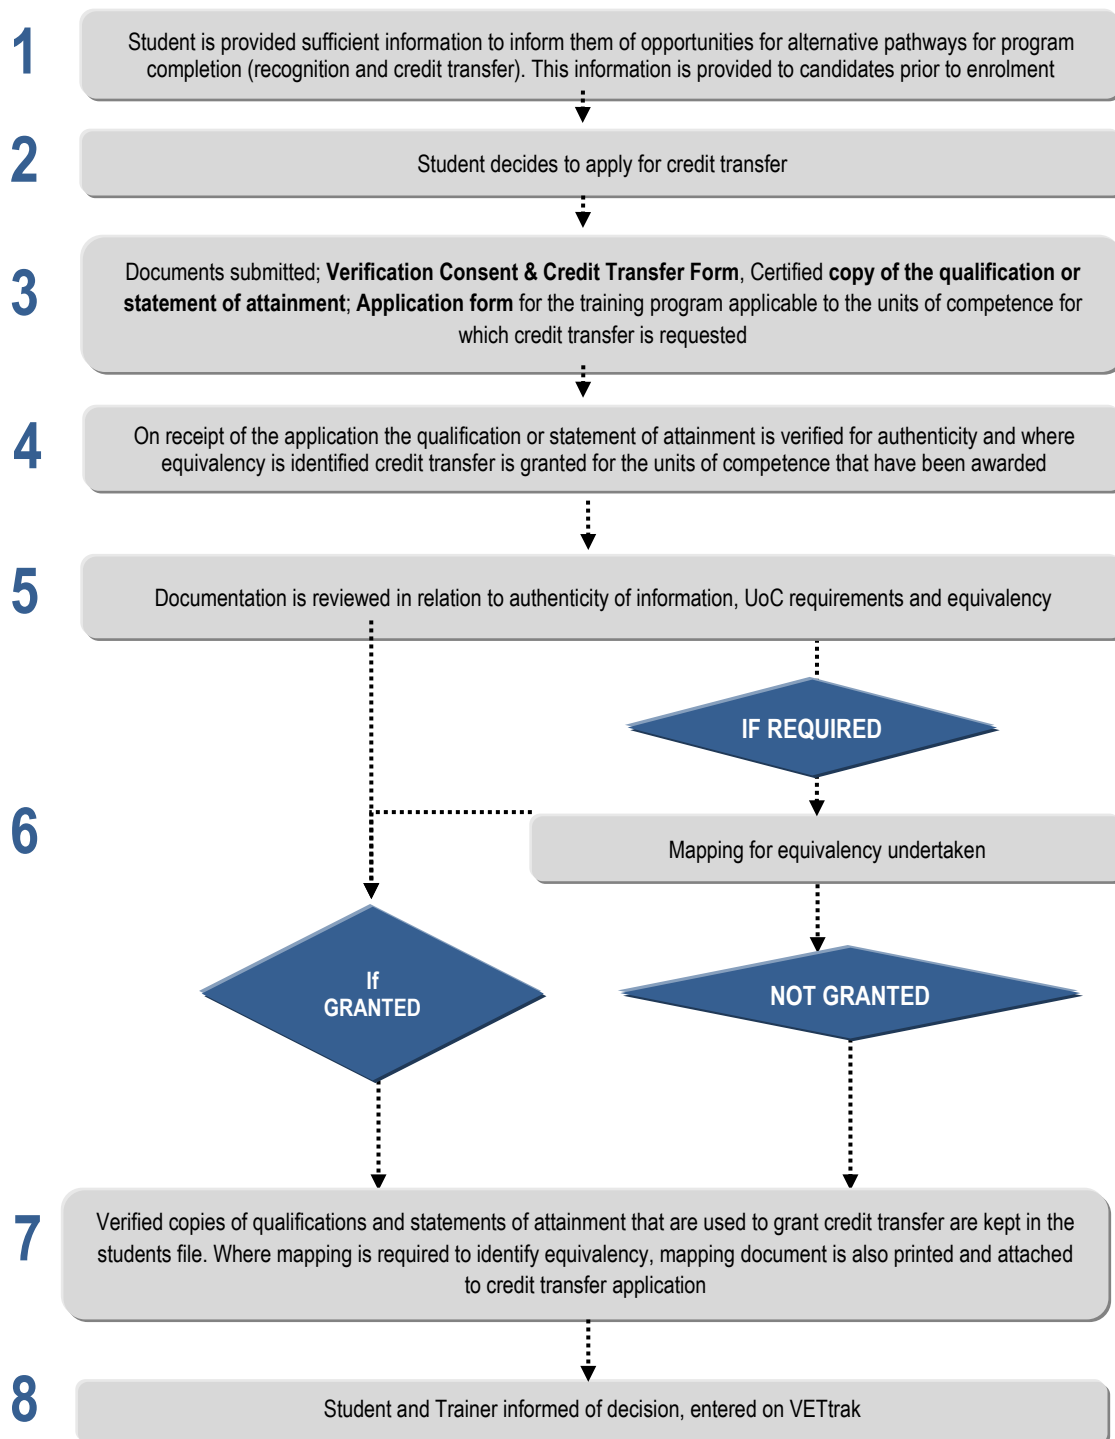 1
Student is provided sufficient information to inform them of opportunities for alternative pathways for program
completion (recognition and credit transfer). This information is provided to candidates prior to enrolment
2
Student decides to apply for credit transfer
3
Documents submitted; Verification Consent & Credit Transfer Form, Certified copy of the qualification or
statement of attainment; Application form for the training program applicable to the units of competence for
which credit transfer is requested
4
On receipt of the application the qualification or statement of attainment is verified for authenticity and where
equivalency is identified credit transfer is granted for the units of competence that have been awarded
5
Documentation is reviewed in relation to authenticity of information, UoC requirements and equivalency
IF REQUIRED
6
Mapping for equivalency undertaken
If
GRANTED
NOT GRANTED
7
Verified copies of qualifications and statements of attainment that are used to grant credit transfer are kept in the
students file. Where mapping is required to identify equivalency, mapping document is also printed and attached
to credit transfer application
8
Student and Trainer informed of decision, entered on VETtrak